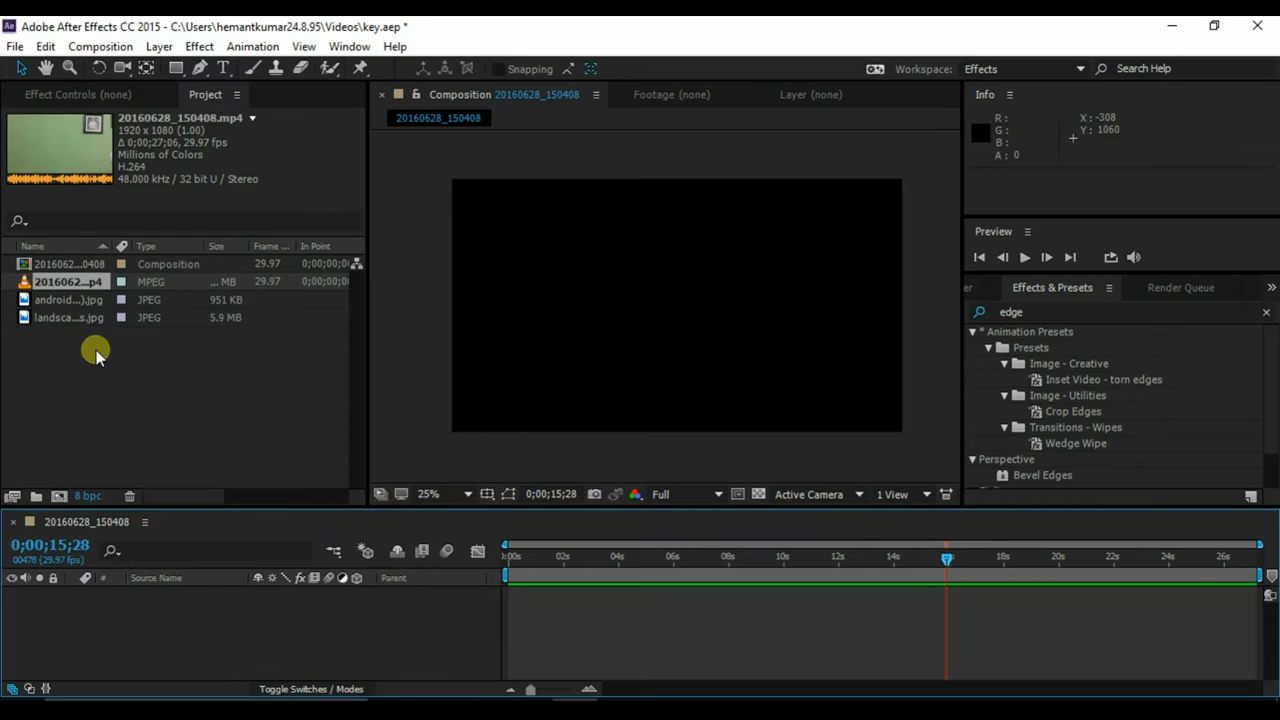 Adobe After Effects CC 2015 - C:\Users\hemantkumar24.8.95\Videos\key.aep *
File Edit Composition Layer Effect Animation View Window Help
Snapping
Workspace: Effects
Search Help
Effect Controls (none)
Project
Composition 20160628_150408
Footage (none)
Layer (none)
Info
20160628_150408.mp4
1920 x 1080 (1.00)
Δ 0;00;27;06, 29.97 fps
Millions of Colors
H.264
48.000 kHz / 32 bit U / Stereo
20160628_150408
R:
G:
B:
A: 0
X: -308
Y: 1060
Preview
Name Type Size Frame ... In Point
2016062...0408 Composition 29.97 0;00;00;0
2016062...p4 MPEG ... MB 29.97 0;00;00;0
android...).jpg JPEG 951 KB
landsca...s.jpg JPEG 5.9 MB
er
Effects & Presets
Render Queue
edge
* Animation Presets
Presets
Image - Creative
Inset Video - torn edges
Image - Utilities
Crop Edges
Transitions - Wipes
Wedge Wipe
Perspective
Bevel Edges
8 bpc
25%
0;00;15;28
Full
Active Camera
1 View
20160628_150408
0;00;15;28
00478 (29.97 fps)
# Source Name
Parent
):00s 02s 04s 06s 08s 10s 12s 14s 18s 20s 22s 24s 26s
Toggle Switches / Modes